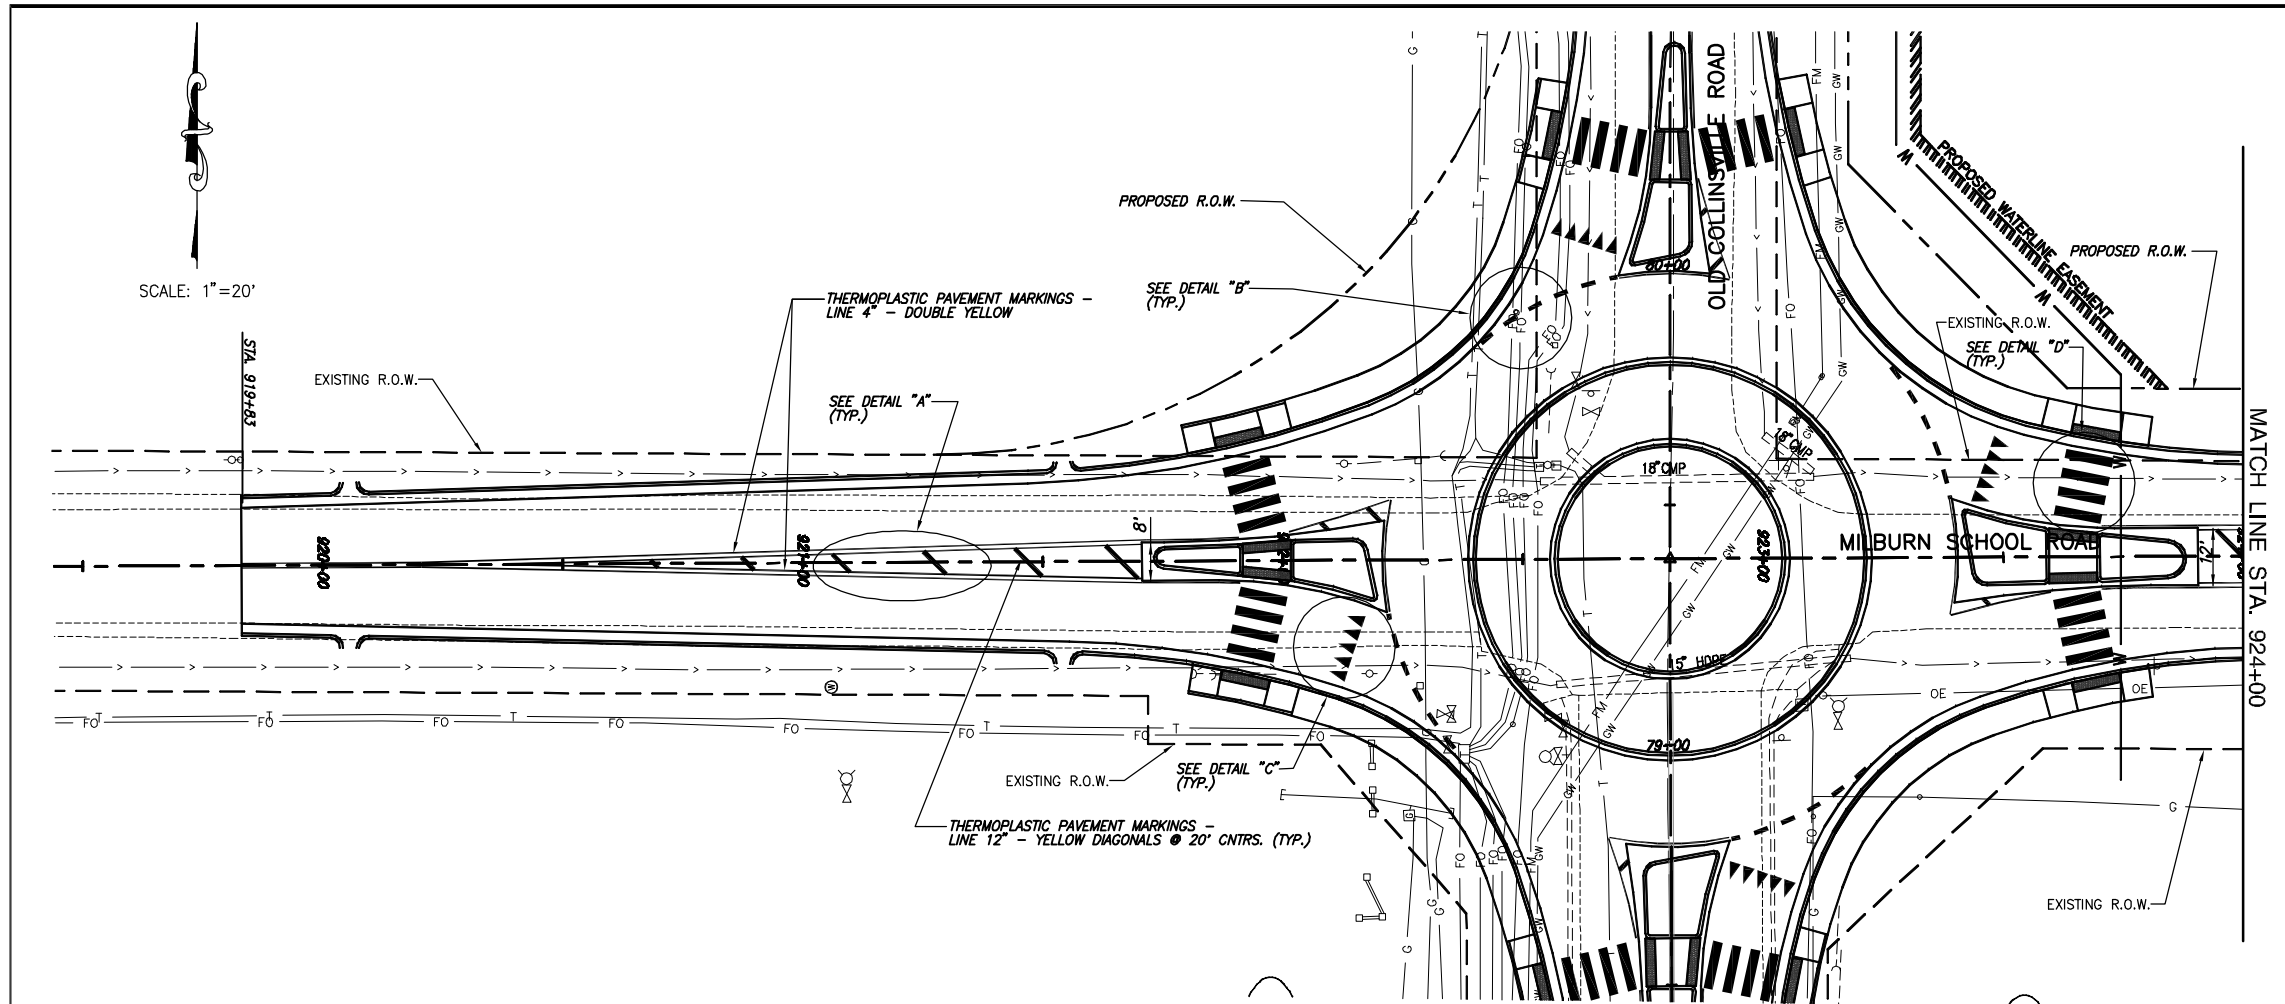 SCALE: 1"=20'
STA. 919+83
EXISTING R.O.W.
PROPOSED R.O.W.
THERMOPLASTIC PAVEMENT MARKINGS -
LINE 4" - DOUBLE YELLOW
SEE DETAIL "B"
(TYP.)
SEE DETAIL "A"
(TYP.)
OLD COLLINSVILLE ROAD
80+00
PROPOSED WATERLINE EASEMENT
PROPOSED R.O.W.
EXISTING R.O.W.
SEE DETAIL "D"
(TYP.)
MATCH LINE STA. 924+00
18"CMP
18"CMP
920+00
921+00
8'
923+00
MILBURN SCHOOL ROAD
12'
15" HDPE
79+00
EXISTING R.O.W.
SEE DETAIL "C"
(TYP.)
THERMOPLASTIC PAVEMENT MARKINGS -
LINE 12" - YELLOW DIAGONALS @ 20' CNTRS. (TYP.)
EXISTING R.O.W.
G
T
FO
FM
GW
W
OE